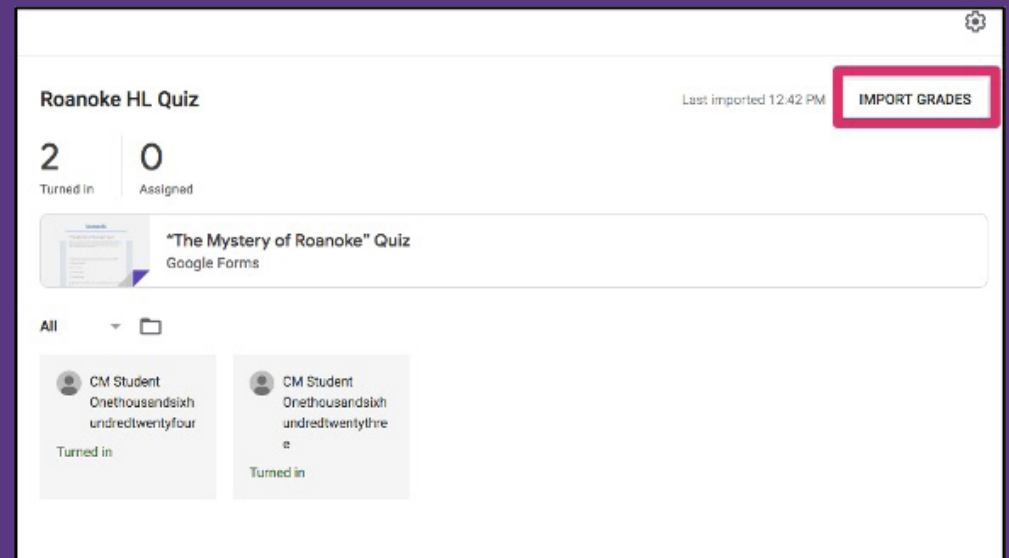 Roanoke HL Quiz
Last imported 12:42 PM
IMPORT GRADES
2
0
Turned in
Assigned
"The Mystery of Roanoke" Quiz
Google Forms
All
CM Student
Onethousandsixh
undredtwentyfour
Turned in
CM Student
Onethousandsixh
undredtwentythre
e
Turned in